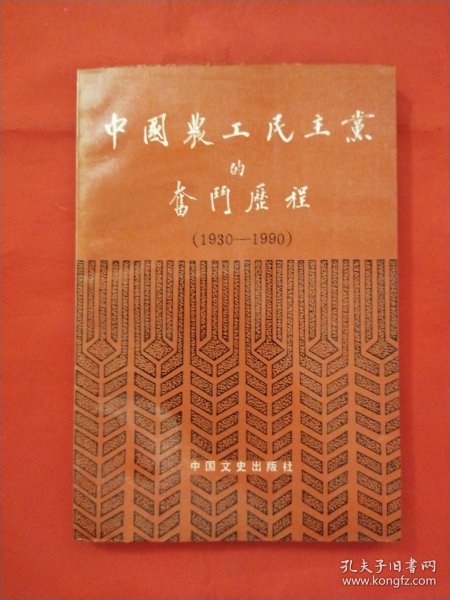 中國農工民主黨
的
奮鬥歷程
(1930—1990)
中国文史出版社
孔夫子旧书网
www.kongfz.com